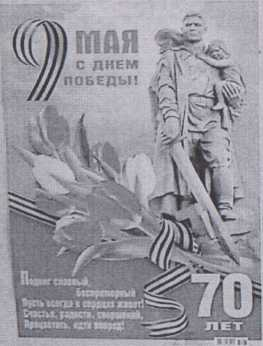 9 МАЯ
С ДНЕМ
ПОБЕДЫ!
Подвиг славный,
беспримерный
Пусть всегда в сердцах живет!
Счастья, радости, свершений,
Процветать, идти вперед!
70
ЛЕТ